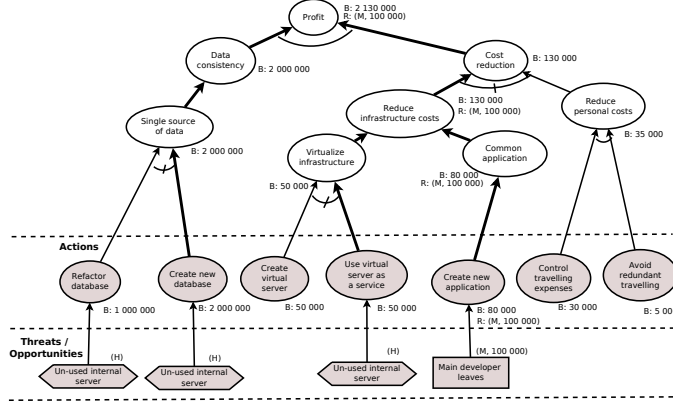 Profit
B: 2 130 000
R: (M, 100 000)
Data
consistency
B: 2 000 000
Cost
reduction
B: 130 000
Reduce
infrastructure costs
B: 130 000
R: (M, 100 000)
Reduce
personal costs
B: 35 000
Single source
of data
B: 2 000 000
Virtualize
infrastructure
B: 50 000
Common
application
B: 80 000
R: (M, 100 000)
Actions
Refactor
database
B: 1 000 000
Create new
database
B: 2 000 000
Create
virtual
server
B: 50 000
Use virtual
server as
a service
B: 50 000
Create new
application
B: 80 000
R: (M, 100 000)
Control
travelling
expenses
B: 30 000
Avoid
redundant
travelling
B: 5 00
Threats /
Opportunities
(H)
Un-used internal
server
(H)
Un-used internal
server
(H)
Un-used internal
server
(M, 100 000)
Main developer
leaves